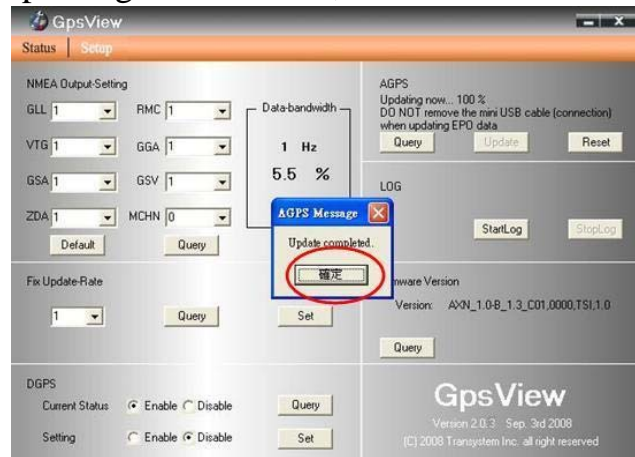 GpsView
Status | Setup
NMEA Output-Setting
GLL 1 RMC 1
VTG 1 GGA 1
GSA 1 GSV 1
ZDA 1 MCHN 0
Default Query
Data-bandwidth
1 Hz
5.5 %
AGPS
Updating now... 100 %
DO NOT remove the mini USB cable (connection)
when updating EPO data
Query Update Reset
LOG
StartLog StopLog
AGPS Message
Update completed.
確定
Fix Update-Rate
1 Query Set
Version
Version: AXN_1.0-B_1.3_C01,0000,TSI,1.0
Query
DGPS
Current Status Enable Disable Query
Setting Enable Disable Set
GpsView
Version 2.0.3 Sep. 3rd 2008
(C) 2008 Transystem Inc. all right reserved